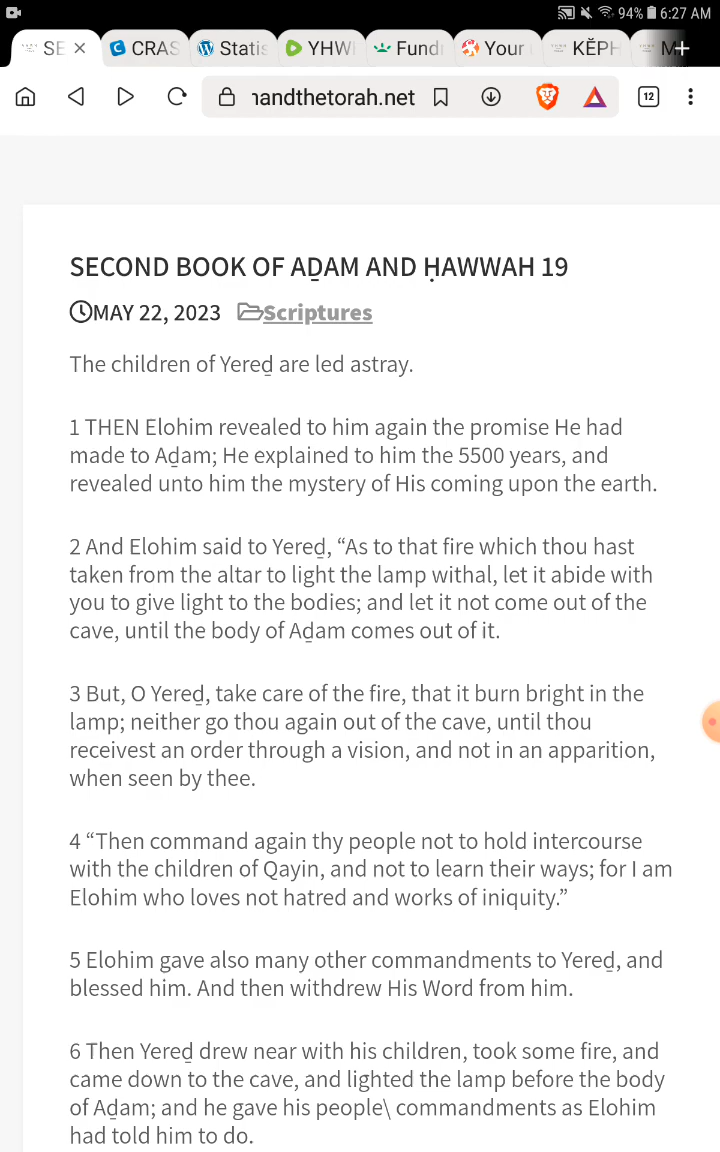 94% 6:27 AM
SE × CRAS Statis YHWI Fund Your KĔPH M +
nandthetorah.net 12
SECOND BOOK OF AḎAM AND ḤAWWAH 19
MAY 22, 2023 Scriptures
The children of Yereḏ are led astray.
1 THEN Elohim revealed to him again the promise He had
made to Aḏam; He explained to him the 5500 years, and
revealed unto him the mystery of His coming upon the earth.
2 And Elohim said to Yereḏ, “As to that fire which thou hast
taken from the altar to light the lamp withal, let it abide with
you to give light to the bodies; and let it not come out of the
cave, until the body of Aḏam comes out of it.
3 But, O Yereḏ, take care of the fire, that it burn bright in the
lamp; neither go thou again out of the cave, until thou
receivest an order through a vision, and not in an apparition,
when seen by thee.
4 “Then command again thy people not to hold intercourse
with the children of Qayin, and not to learn their ways; for I am
Elohim who loves not hatred and works of iniquity.”
5 Elohim gave also many other commandments to Yereḏ, and
blessed him. And then withdrew His Word from him.
6 Then Yereḏ drew near with his children, took some fire, and
came down to the cave, and lighted the lamp before the body
of Aḏam; and he gave his people\ commandments as Elohim
had told him to do.